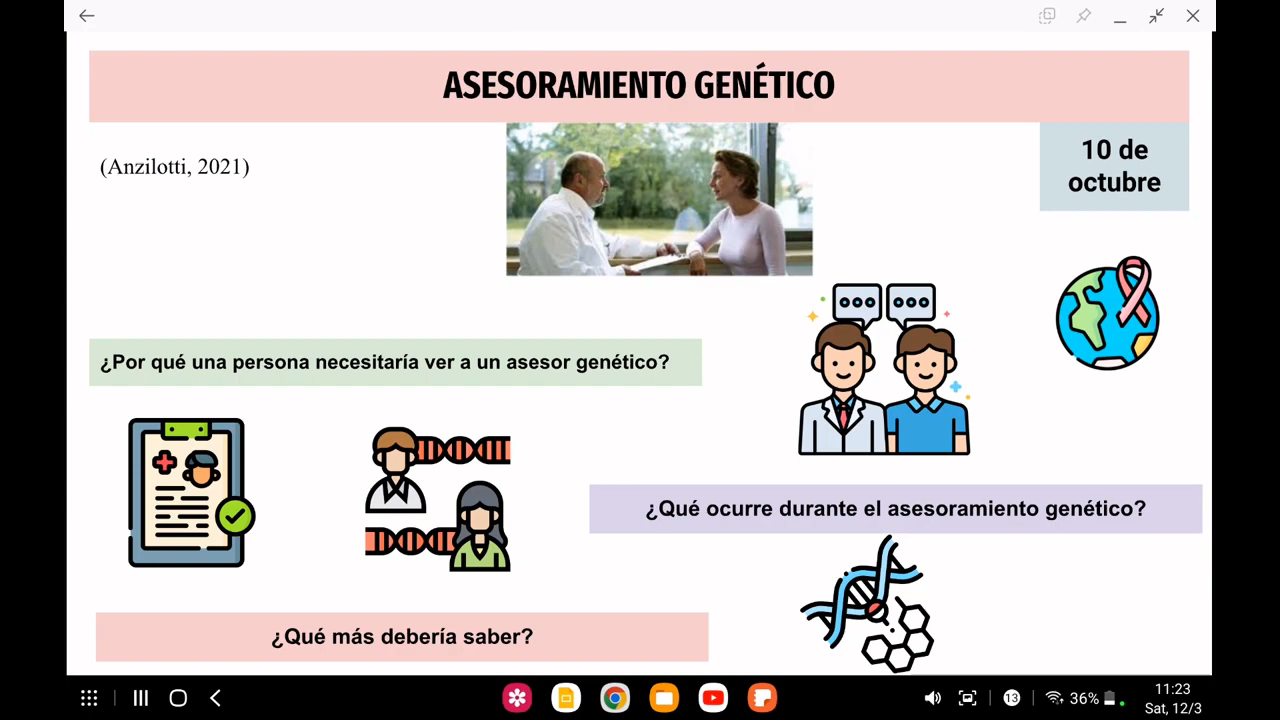 ASESORAMIENTO GENÉTICO
(Anzilotti, 2021)
10 de
octubre
¿Por qué una persona necesitaría ver a un asesor genético?
¿Qué ocurre durante el asesoramiento genético?
¿Qué más debería saber?
13
36%
11:23
Sat, 12/3